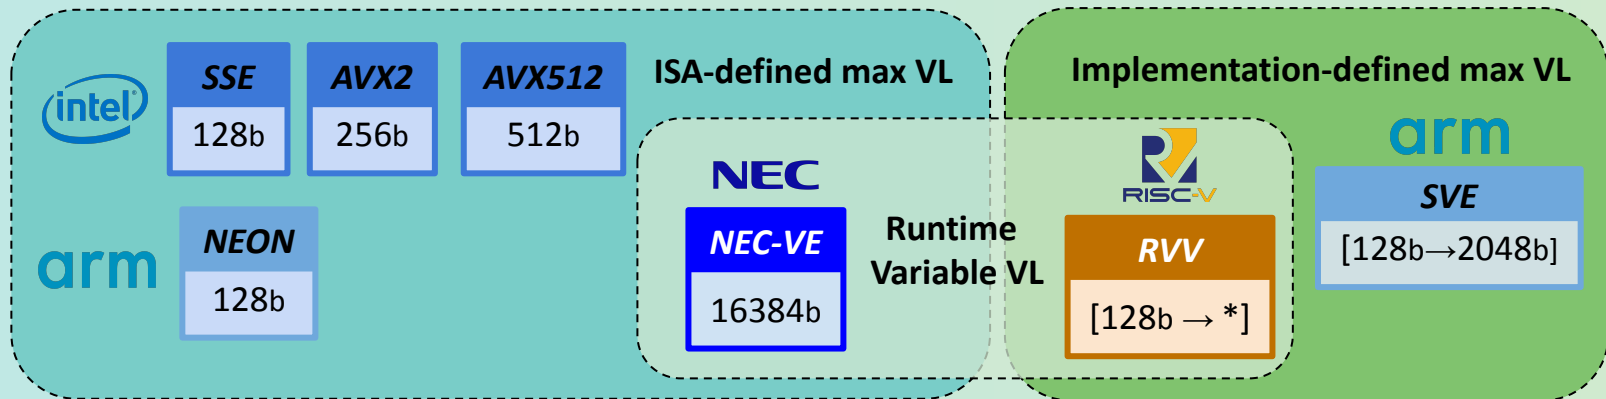 ISA-defined max VL
intel
SSE
128b
AVX2
256b
AVX512
512b
arm
NEON
128b
NEC
NEC-VE
16384b
Runtime
Variable VL
Implementation-defined max VL
RISC-V
RVV
[128b → *]
arm
SVE
[128b→2048b]